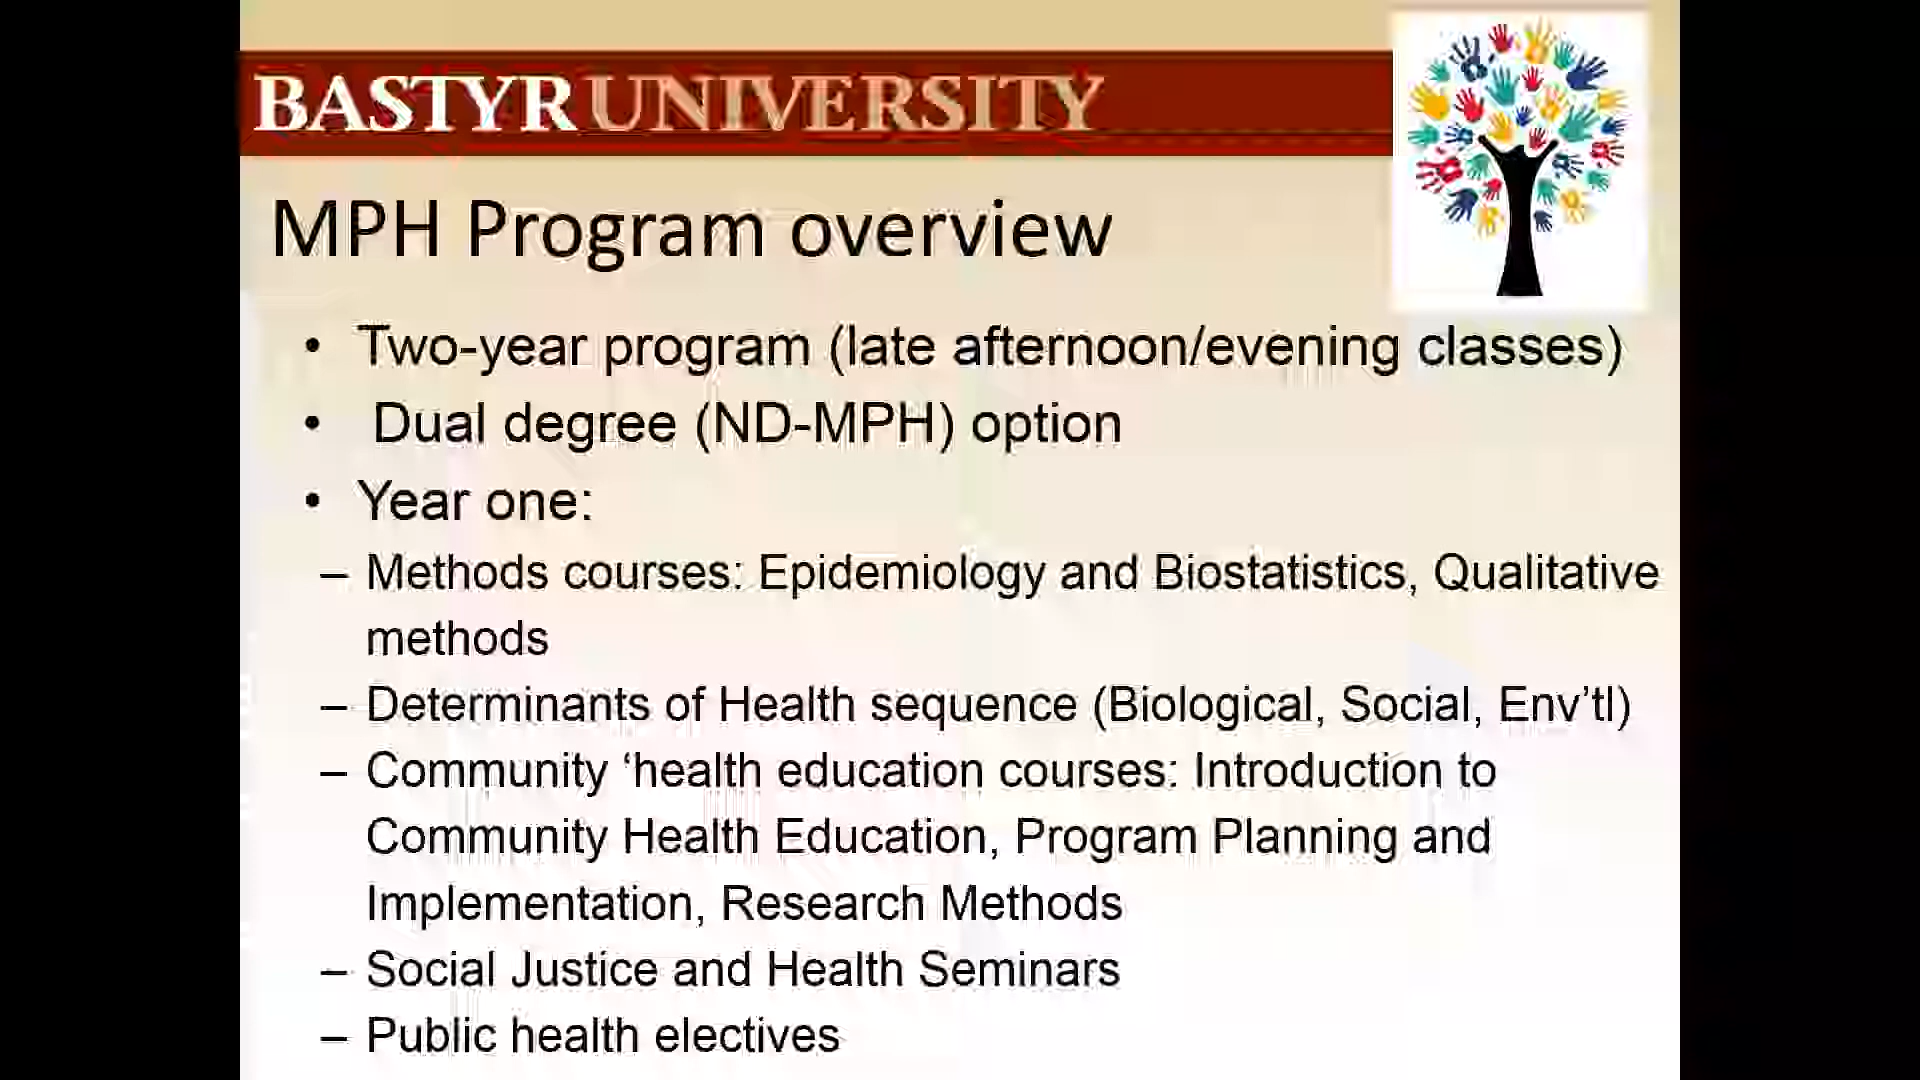 BASTYR UNIVERSITY
MPH Program overview
• Two-year program (late afternoon/evening classes)
• Dual degree (ND-MPH) option
• Year one:
– Methods courses: Epidemiology and Biostatistics, Qualitative
methods
– Determinants of Health sequence (Biological, Social, Env’tl)
– Community ‘health education courses: Introduction to
Community Health Education, Program Planning and
Implementation, Research Methods
– Social Justice and Health Seminars
– Public health electives